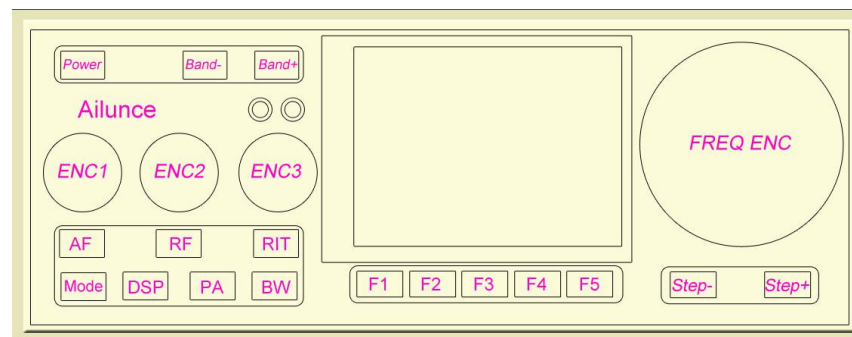 Power Band- Band+
Ailunce
ENC1 ENC2 ENC3
FREQ ENC
AF RF RIT
Mode DSP PA BW
F1 F2 F3 F4 F5
Step- Step+